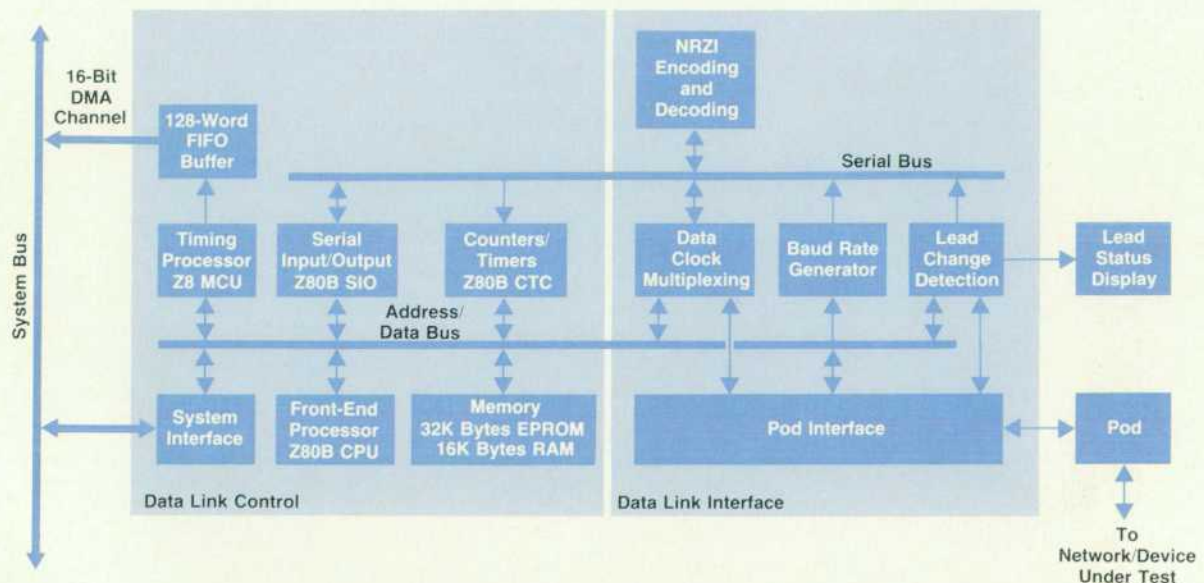 System Bus
16-Bit
DMA
Channel
128-Word
FIFO
Buffer
NRZI
Encoding
and
Decoding
Serial Bus
Timing
Processor
Z8 MCU
Serial
Input/Output
Z80B SIO
Counters/
Timers
Z80B CTC
Data
Clock
Multiplexing
Baud Rate
Generator
Lead
Change
Detection
Lead
Status
Display
Address/
Data Bus
System
Interface
Front-End
Processor
Z80B CPU
Memory
32K Bytes EPROM
16K Bytes RAM
Pod Interface
Pod
Data Link Control
Data Link Interface
To
Network/Device
Under Test